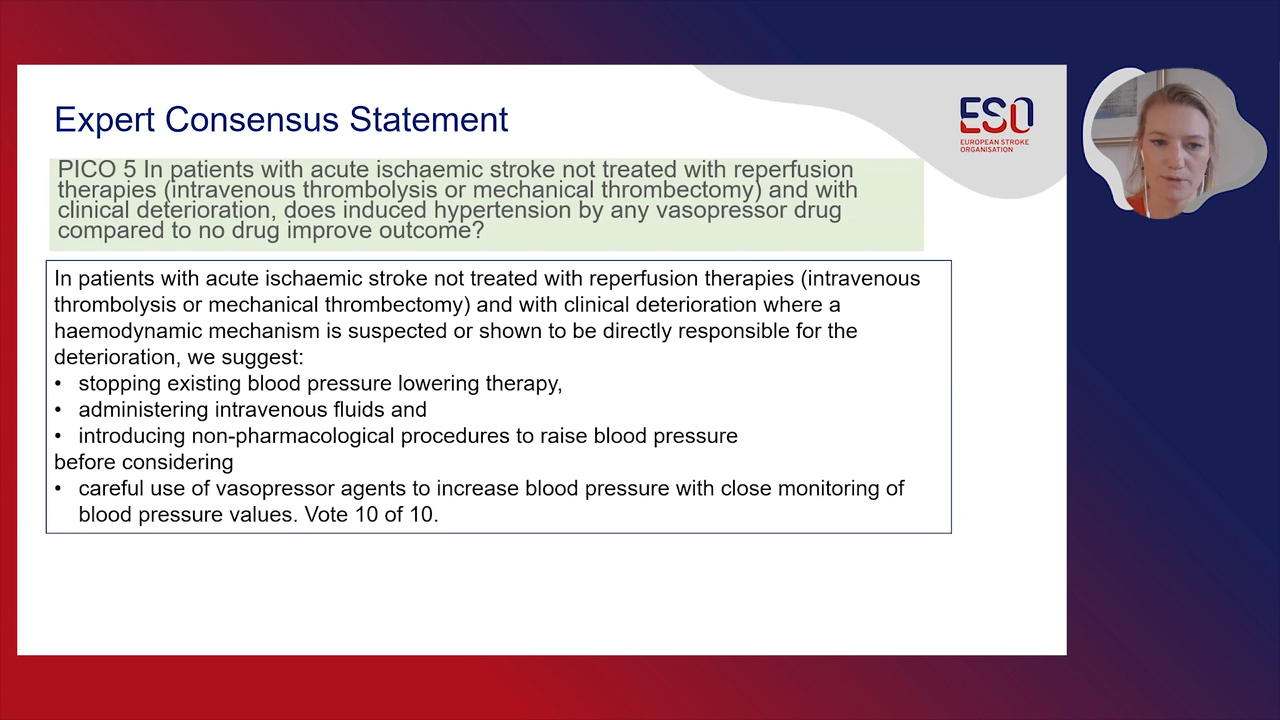 Expert Consensus Statement
ESO
EUROPEAN STROKE
ORGANISATION
PICO 5 In patients with acute ischaemic stroke not treated with reperfusion
therapies (intravenous thrombolysis or mechanical thrombectomy) and with
clinical deterioration, does induced hypertension by any vasopressor drug
compared to no drug improve outcome?
In patients with acute ischaemic stroke not treated with reperfusion therapies (intravenous
thrombolysis or mechanical thrombectomy) and with clinical deterioration where a
haemodynamic mechanism is suspected or shown to be directly responsible for the
deterioration, we suggest:
• stopping existing blood pressure lowering therapy,
• administering intravenous fluids and
• introducing non-pharmacological procedures to raise blood pressure
before considering
• careful use of vasopressor agents to increase blood pressure with close monitoring of
blood pressure values. Vote 10 of 10.